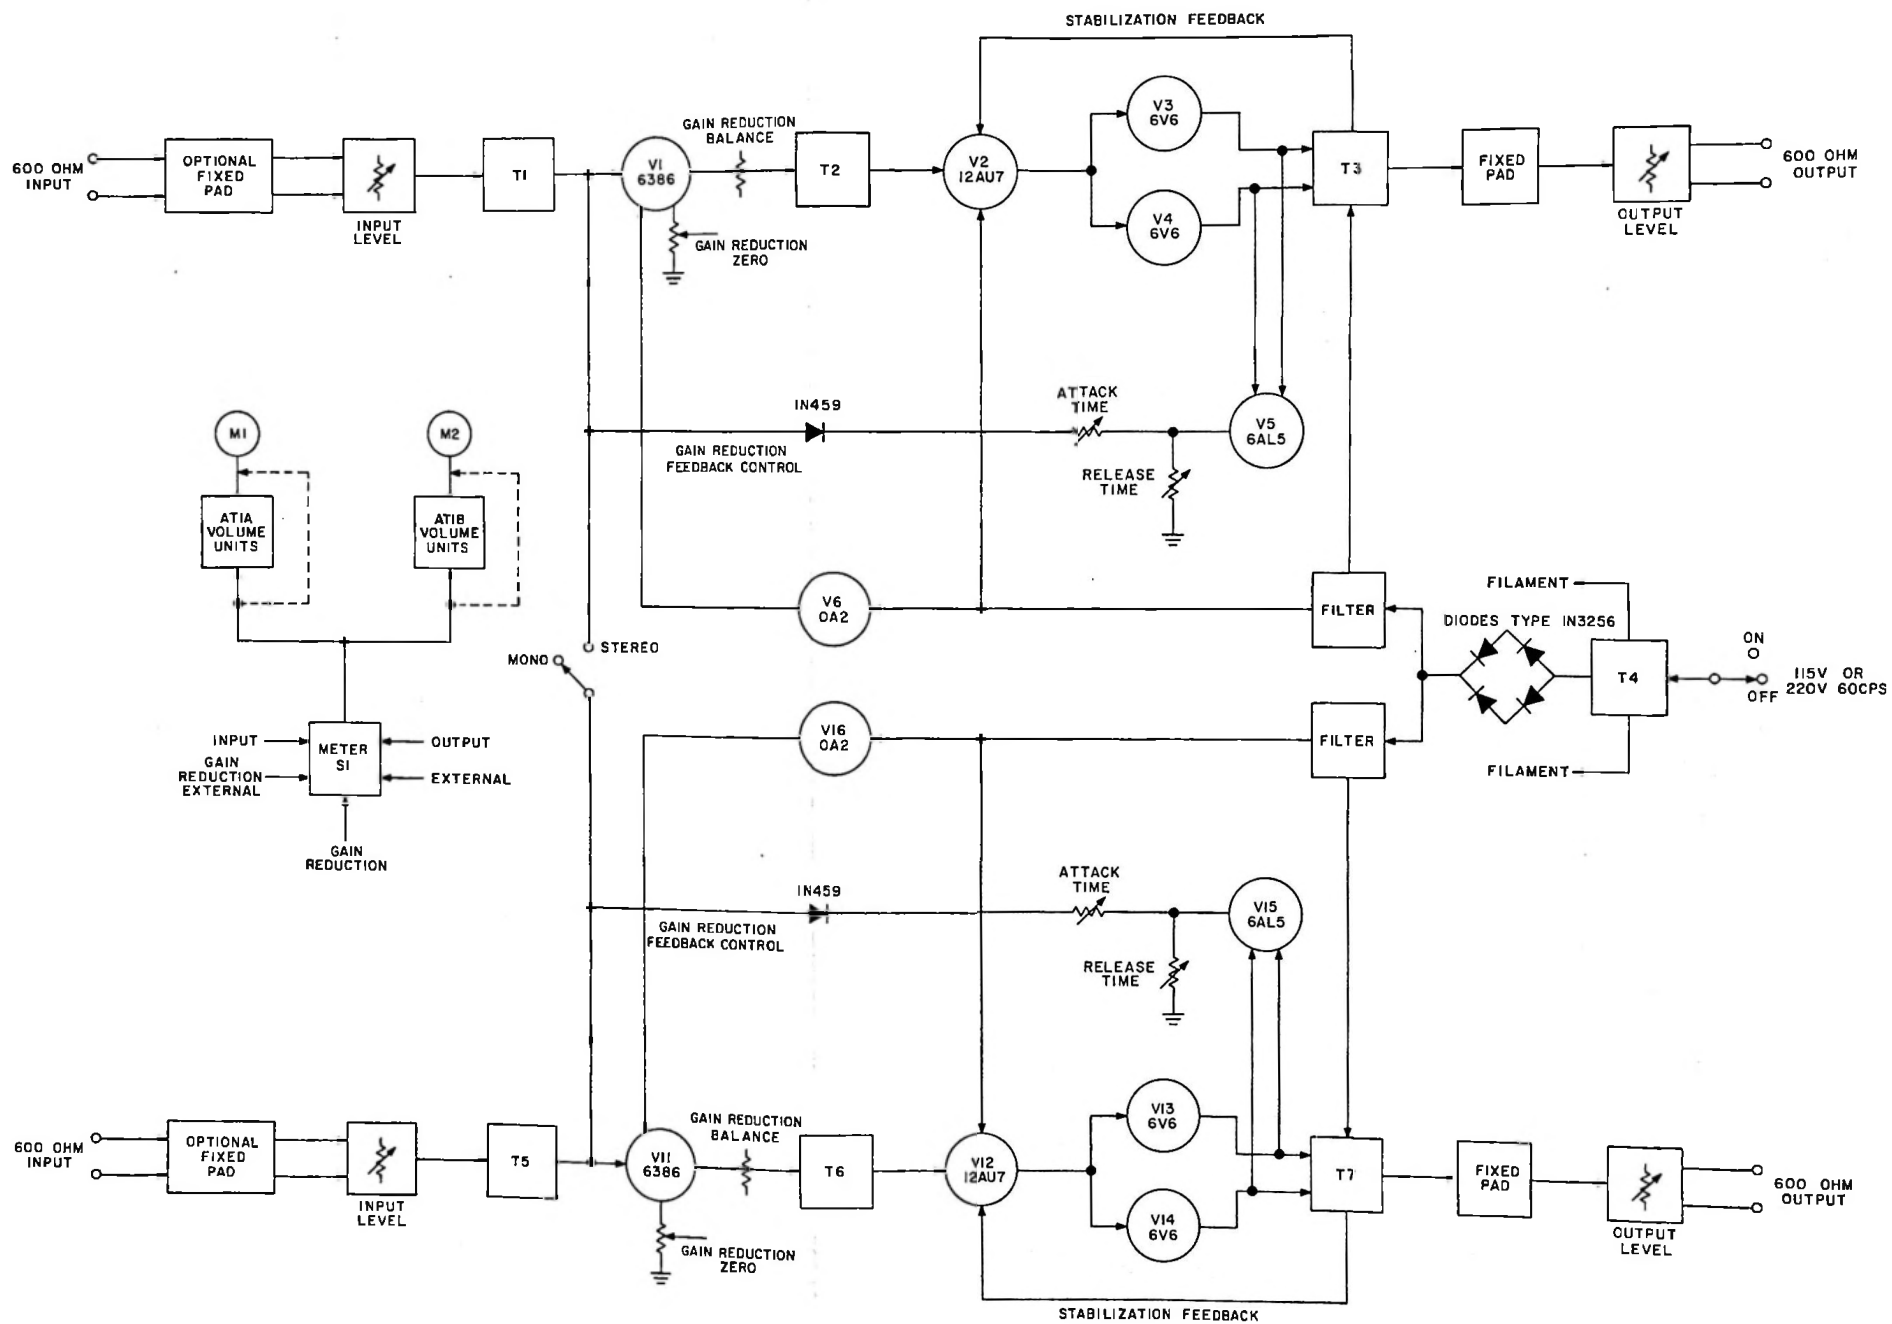 STABILIZATION FEEDBACK
600 OHM
INPUT
OPTIONAL
FIXED
PAD
INPUT
LEVEL
T1
V1
6386
GAIN REDUCTION
BALANCE
GAIN REDUCTION
ZERO
T2
V2
12AU7
V3
6V6
V4
6V6
T3
FIXED
PAD
OUTPUT
LEVEL
600 OHM
OUTPUT
M1
M2
AT1A
VOLUME
UNITS
AT1B
VOLUME
UNITS
IN459
GAIN REDUCTION
FEEDBACK CONTROL
ATTACK
TIME
RELEASE
TIME
V5
6AL5
V6
OA2
FILTER
FILAMENT
DIODES TYPE IN3256
T4
ON
OFF
115V OR
220V 60CPS
FILAMENT
MONO
STEREO
V16
OA2
FILTER
INPUT
GAIN
REDUCTION
EXTERNAL
METER
S1
OUTPUT
EXTERNAL
GAIN
REDUCTION
IN459
GAIN REDUCTION
FEEDBACK CONTROL
ATTACK
TIME
RELEASE
TIME
V15
6AL5
600 OHM
INPUT
OPTIONAL
FIXED
PAD
INPUT
LEVEL
T5
V11
6386
GAIN REDUCTION
BALANCE
GAIN REDUCTION
ZERO
T6
V12
12AU7
V13
6V6
V14
6V6
T7
FIXED
PAD
OUTPUT
LEVEL
600 OHM
OUTPUT
STABILIZATION FEEDBACK